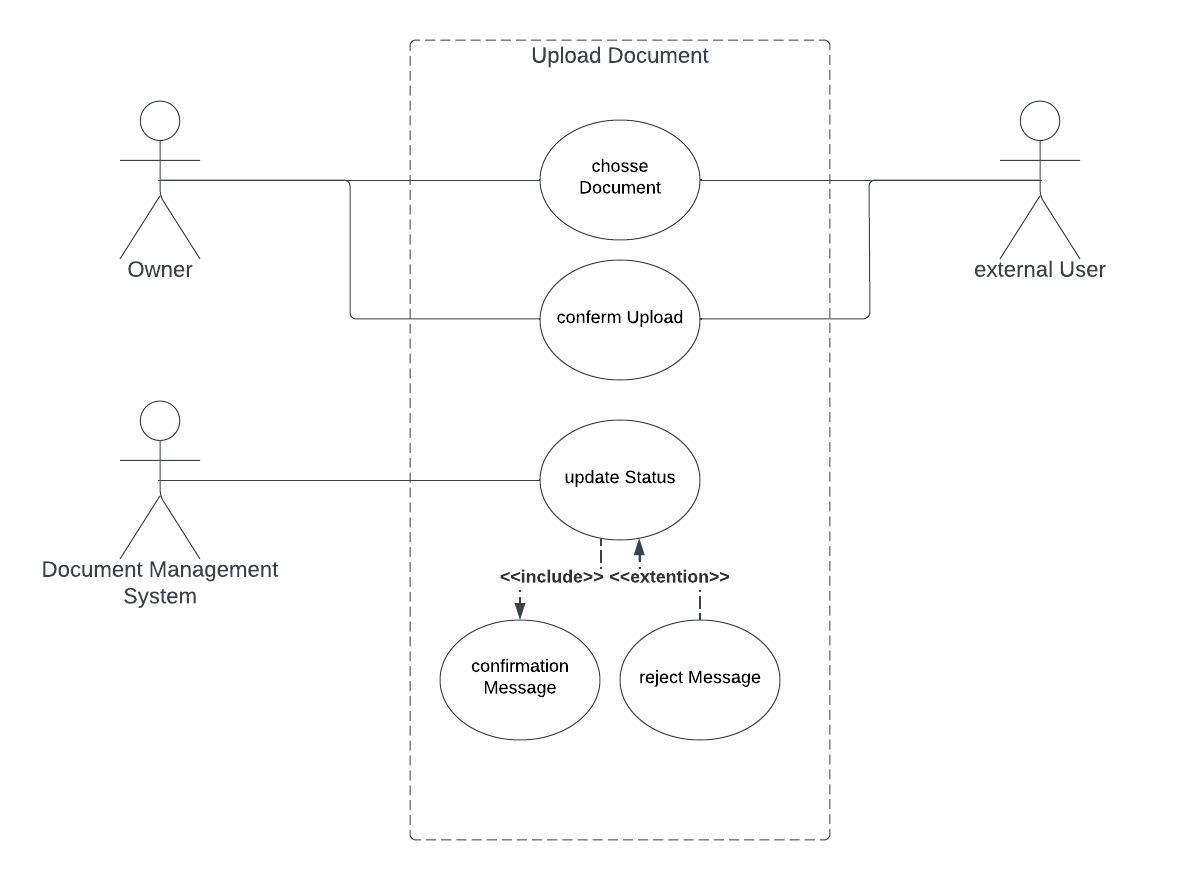 Upload Document
chosse
Document
Owner
external User
conferm Upload
update Status
Document Management
System
<<include>> <<extention>>
confirmation
Message
reject Message